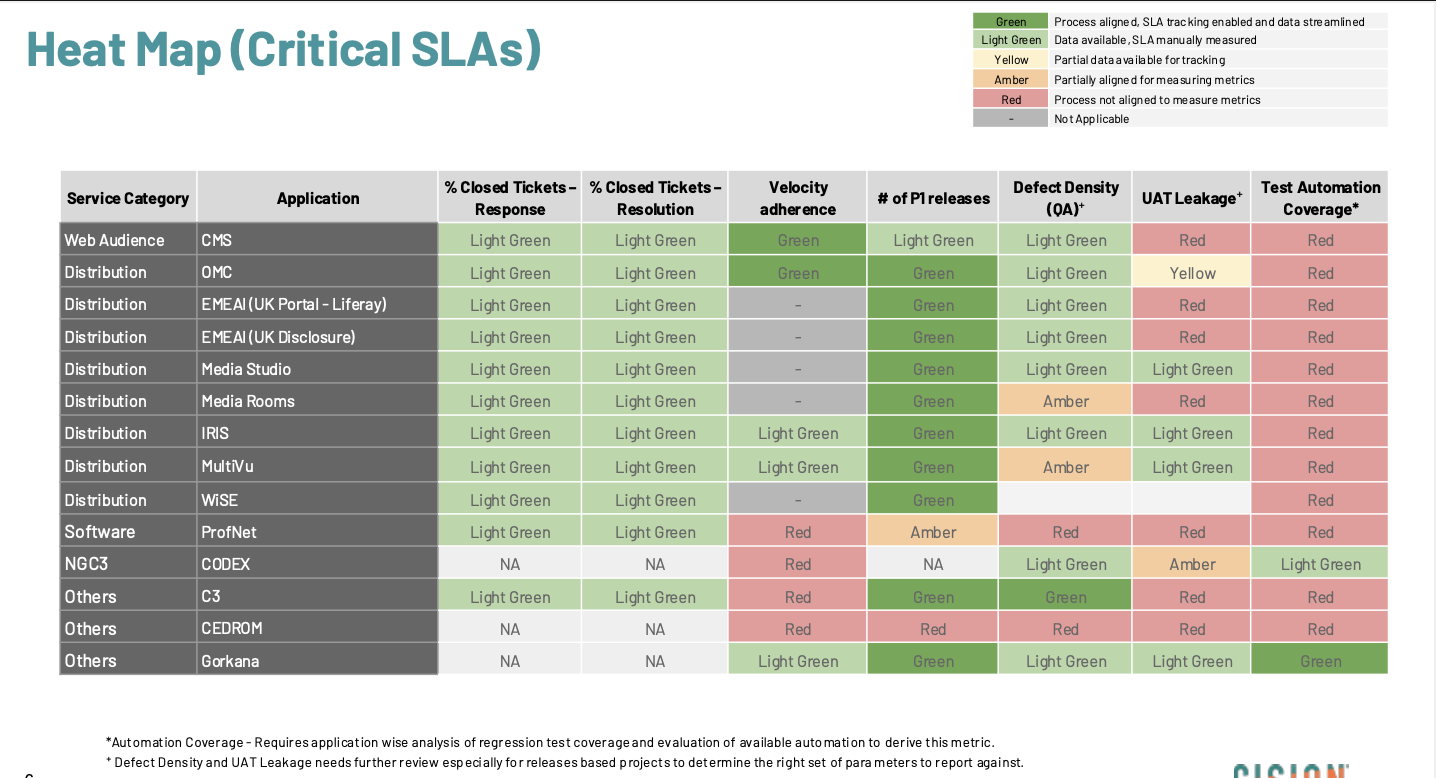 Heat Map (Critical SLAs)
Green Process aligned, SLA tracking enabled and data streamlined
Light Green Data available, SLA manually measured
Yellow Partial data available for tracking
Amber Partially aligned for measuring metrics
Red Process not aligned to measure metrics
- Not Applicable
Service Category Application % Closed Tickets – Response % Closed Tickets – Resolution Velocity adherence # of P1 releases Defect Density (QA)+ UAT Leakage+ Test Automation Coverage*
Web Audience CMS Light Green Light Green Green Light Green Light Green Red Red
Distribution OMC Light Green Light Green Green Green Light Green Yellow Red
Distribution EMEAI (UK Portal - Liferay) Light Green Light Green - Green Light Green Red Red
Distribution EMEAI (UK Disclosure) Light Green Light Green - Green Light Green Red Red
Distribution Media Studio Light Green Light Green - Green Light Green Light Green Red
Distribution Media Rooms Light Green Light Green - Green Amber Red Red
Distribution IRIS Light Green Light Green Light Green Green Light Green Light Green Red
Distribution MultiVu Light Green Light Green Light Green Green Amber Light Green Red
Distribution WiSE Light Green Light Green - Green Red
Software ProfNet Light Green Light Green Red Amber Red Red Red
NGC3 CODEX NA NA Red NA Light Green Amber Light Green
Others C3 Light Green Light Green Red Green Green Red Red
Others CEDROM NA NA Red Red Red Red Red
Others Gorkana NA NA Light Green Green Light Green Light Green Green
*Automation Coverage - Requires application wise analysis of regression test coverage and evaluation of available automation to derive this metric.
+ Defect Density and UAT Leakage needs further review especially for releases based projects to determine the right set of parameters to report against.
CISION